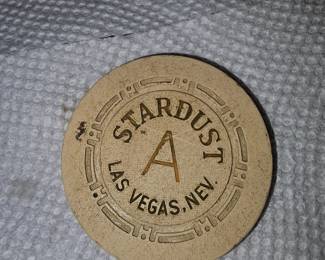 STARDUST
A
LAS VEGAS, NEV.